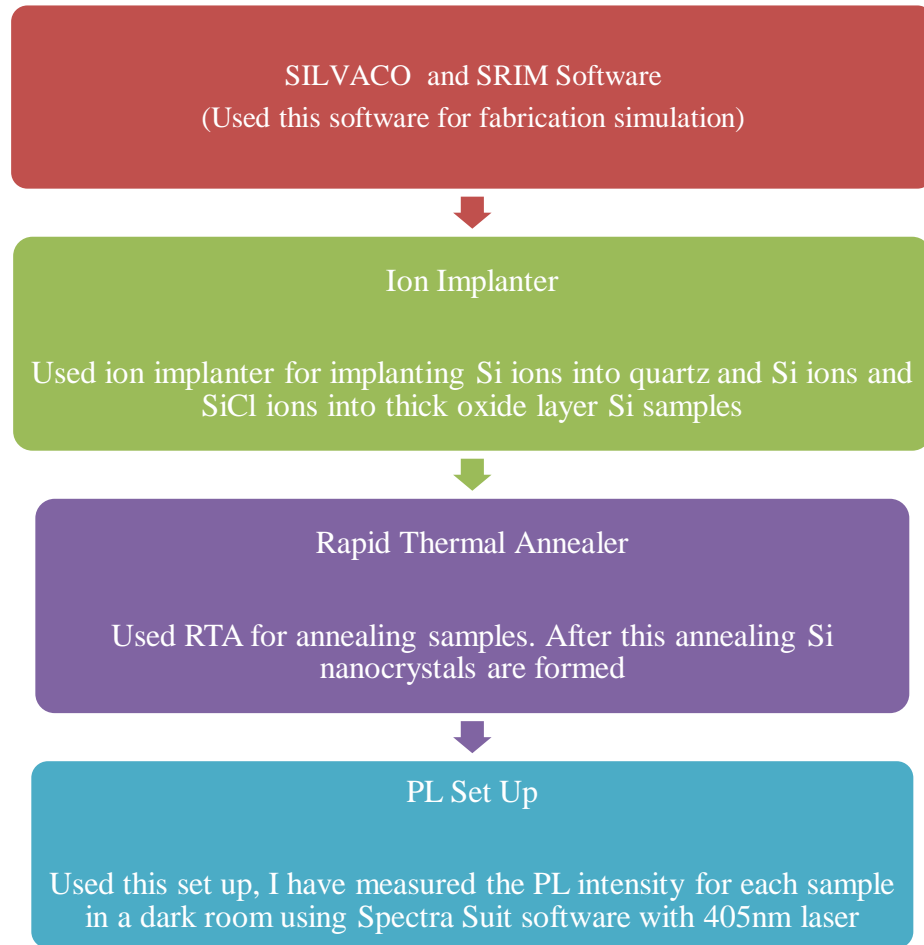 SILVACO and SRIM Software
(Used this software for fabrication simulation)
Ion Implanter
Used ion implanter for implanting Si ions into quartz and Si ions and
SiCl ions into thick oxide layer Si samples
Rapid Thermal Annealer
Used RTA for annealing samples. After this annealing Si
nanocrystals are formed
PL Set Up
Used this set up, I have measured the PL intensity for each sample
in a dark room using Spectra Suit software with 405nm laser